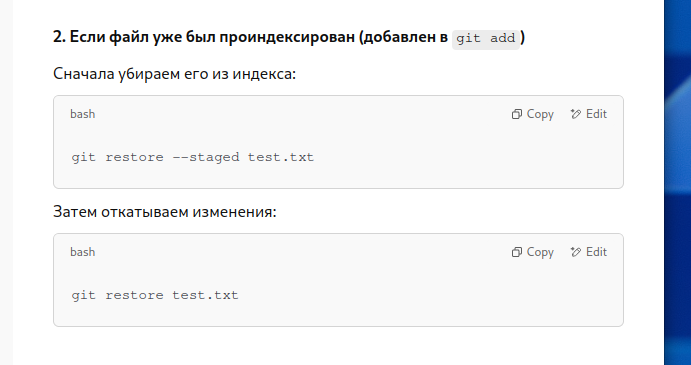 2. Если файл уже был проиндексирован (добавлен в git add)
Сначала убираем его из индекса:
bash
Copy
Edit
git restore --staged test.txt
Затем откатываем изменения:
bash
Copy
Edit
git restore test.txt